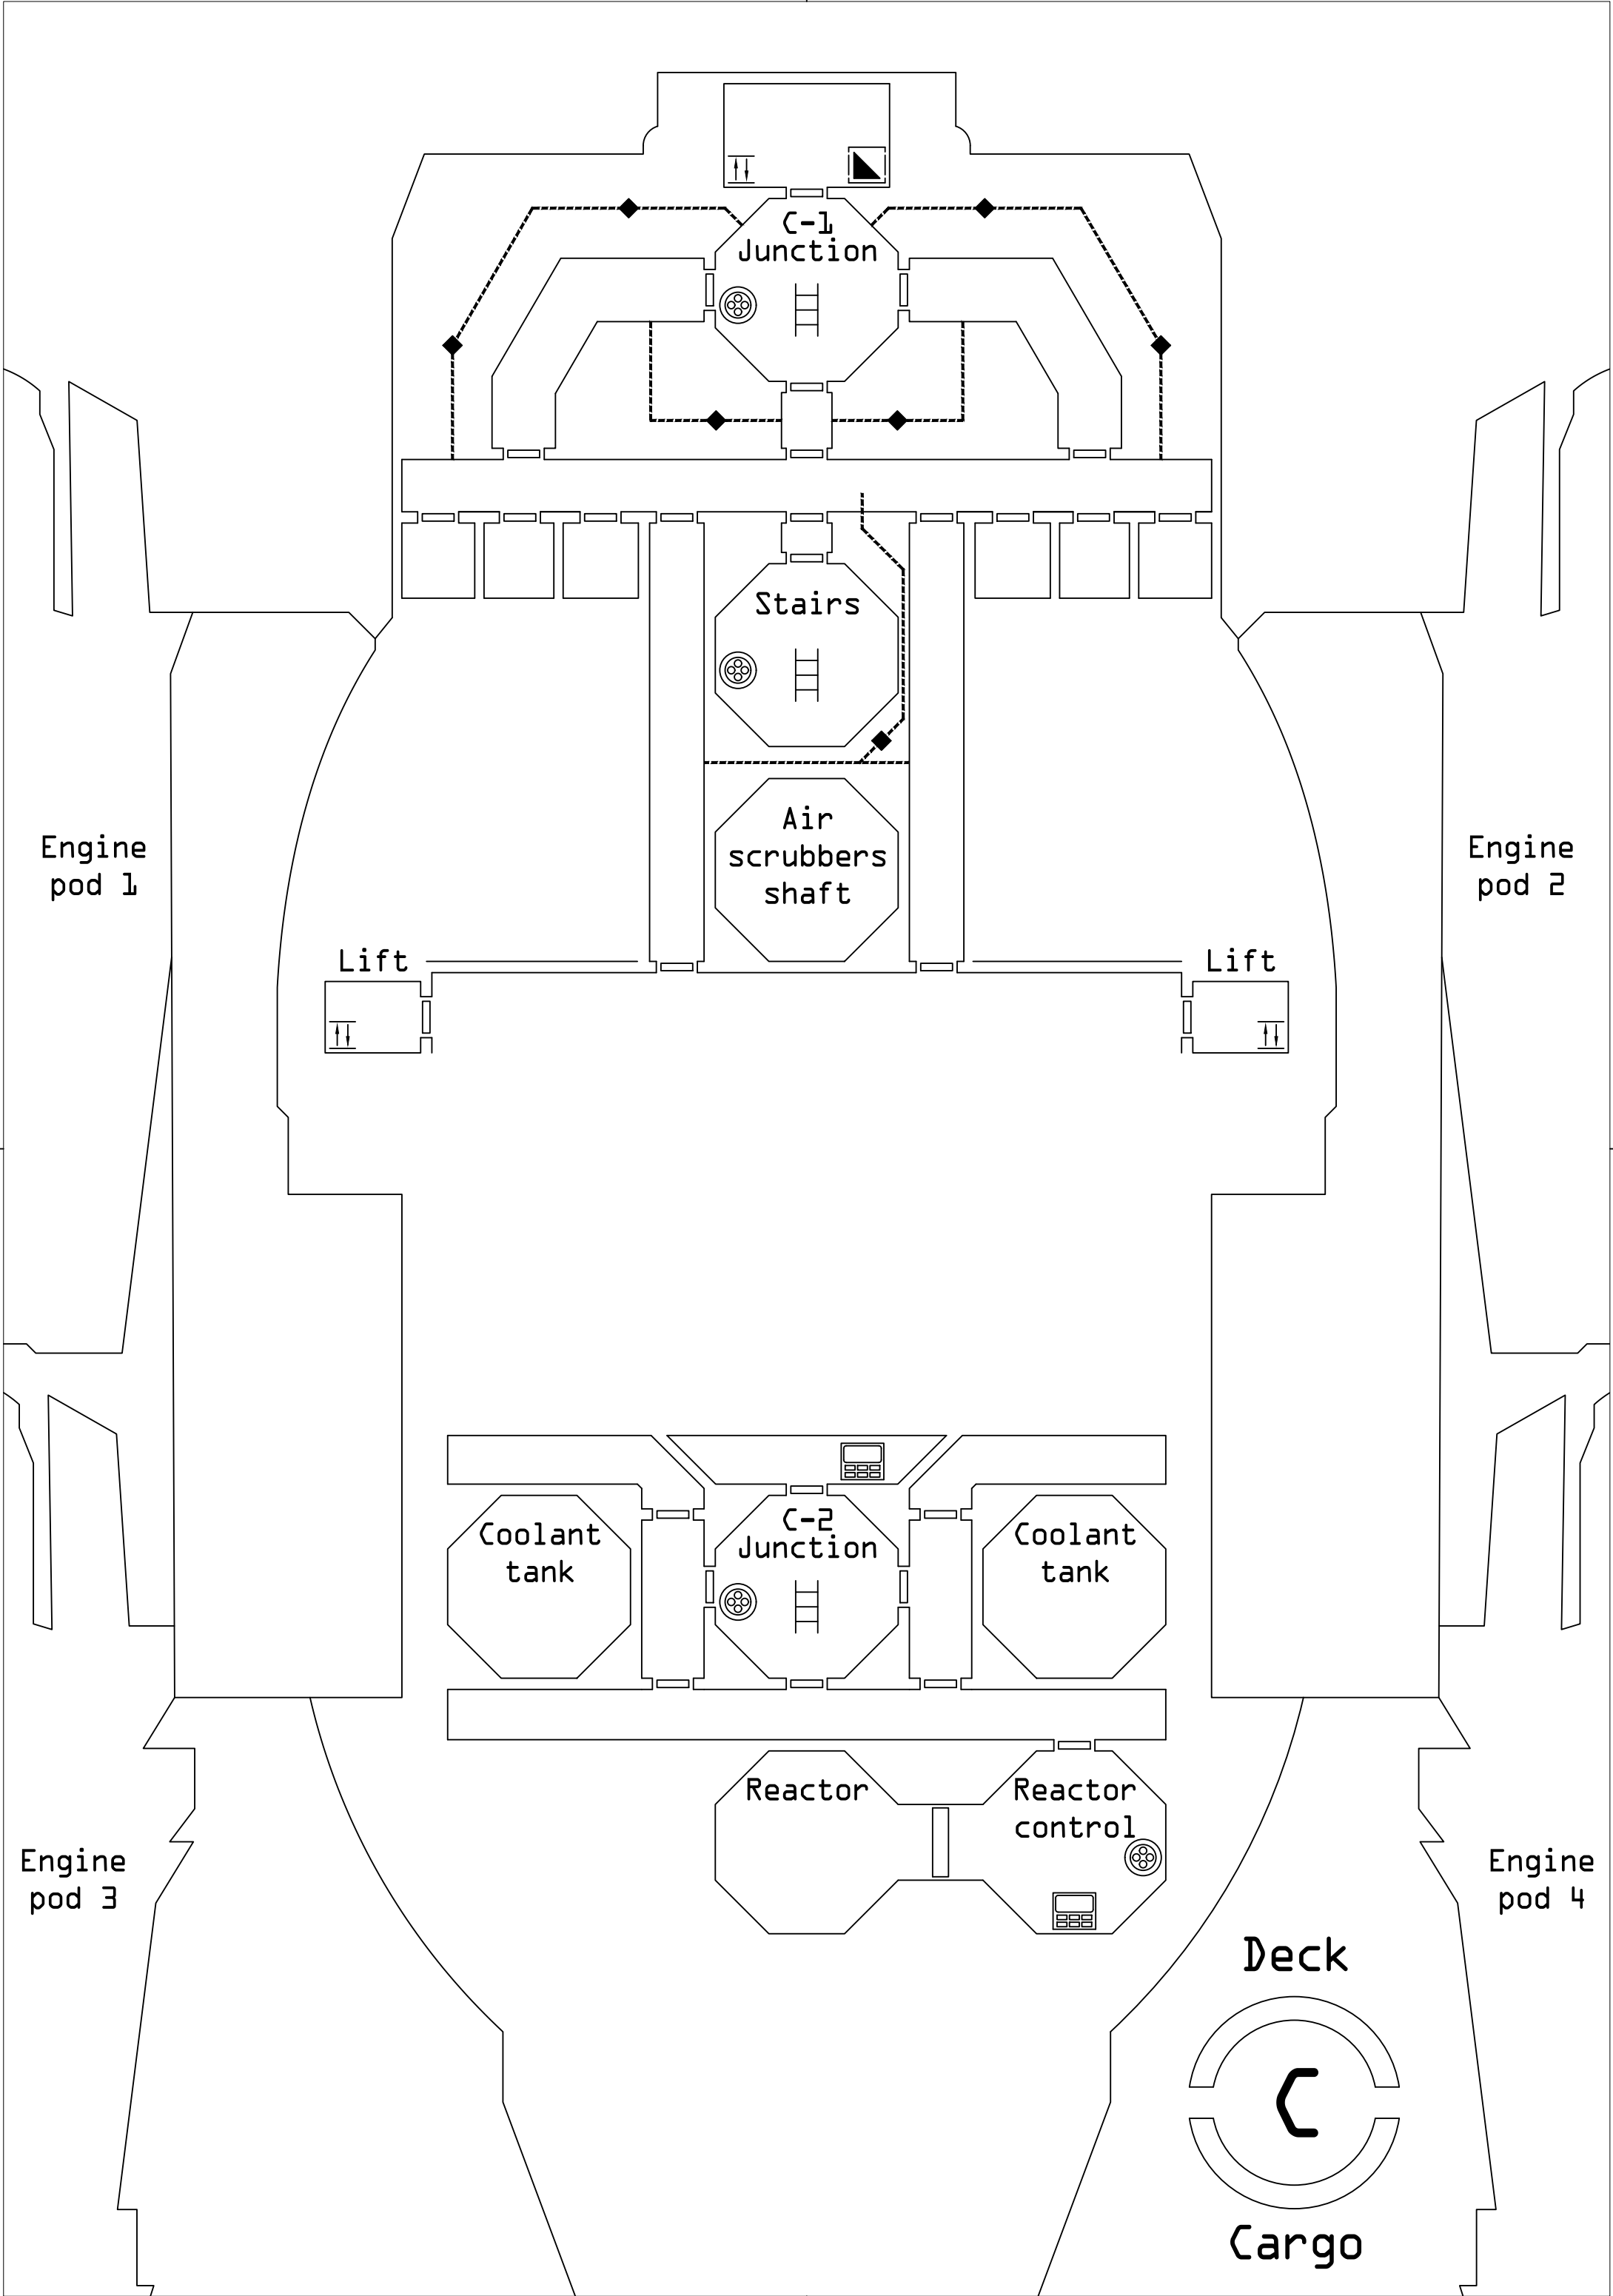 C-1
Junction
Stairs
Air
scrubbers
shaft
Engine
pod 1
Engine
pod 2
Lift
Lift
Coolant
tank
C-2
Junction
Coolant
tank
Reactor
Reactor
control
Engine
pod 3
Engine
pod 4
Deck
C
Cargo